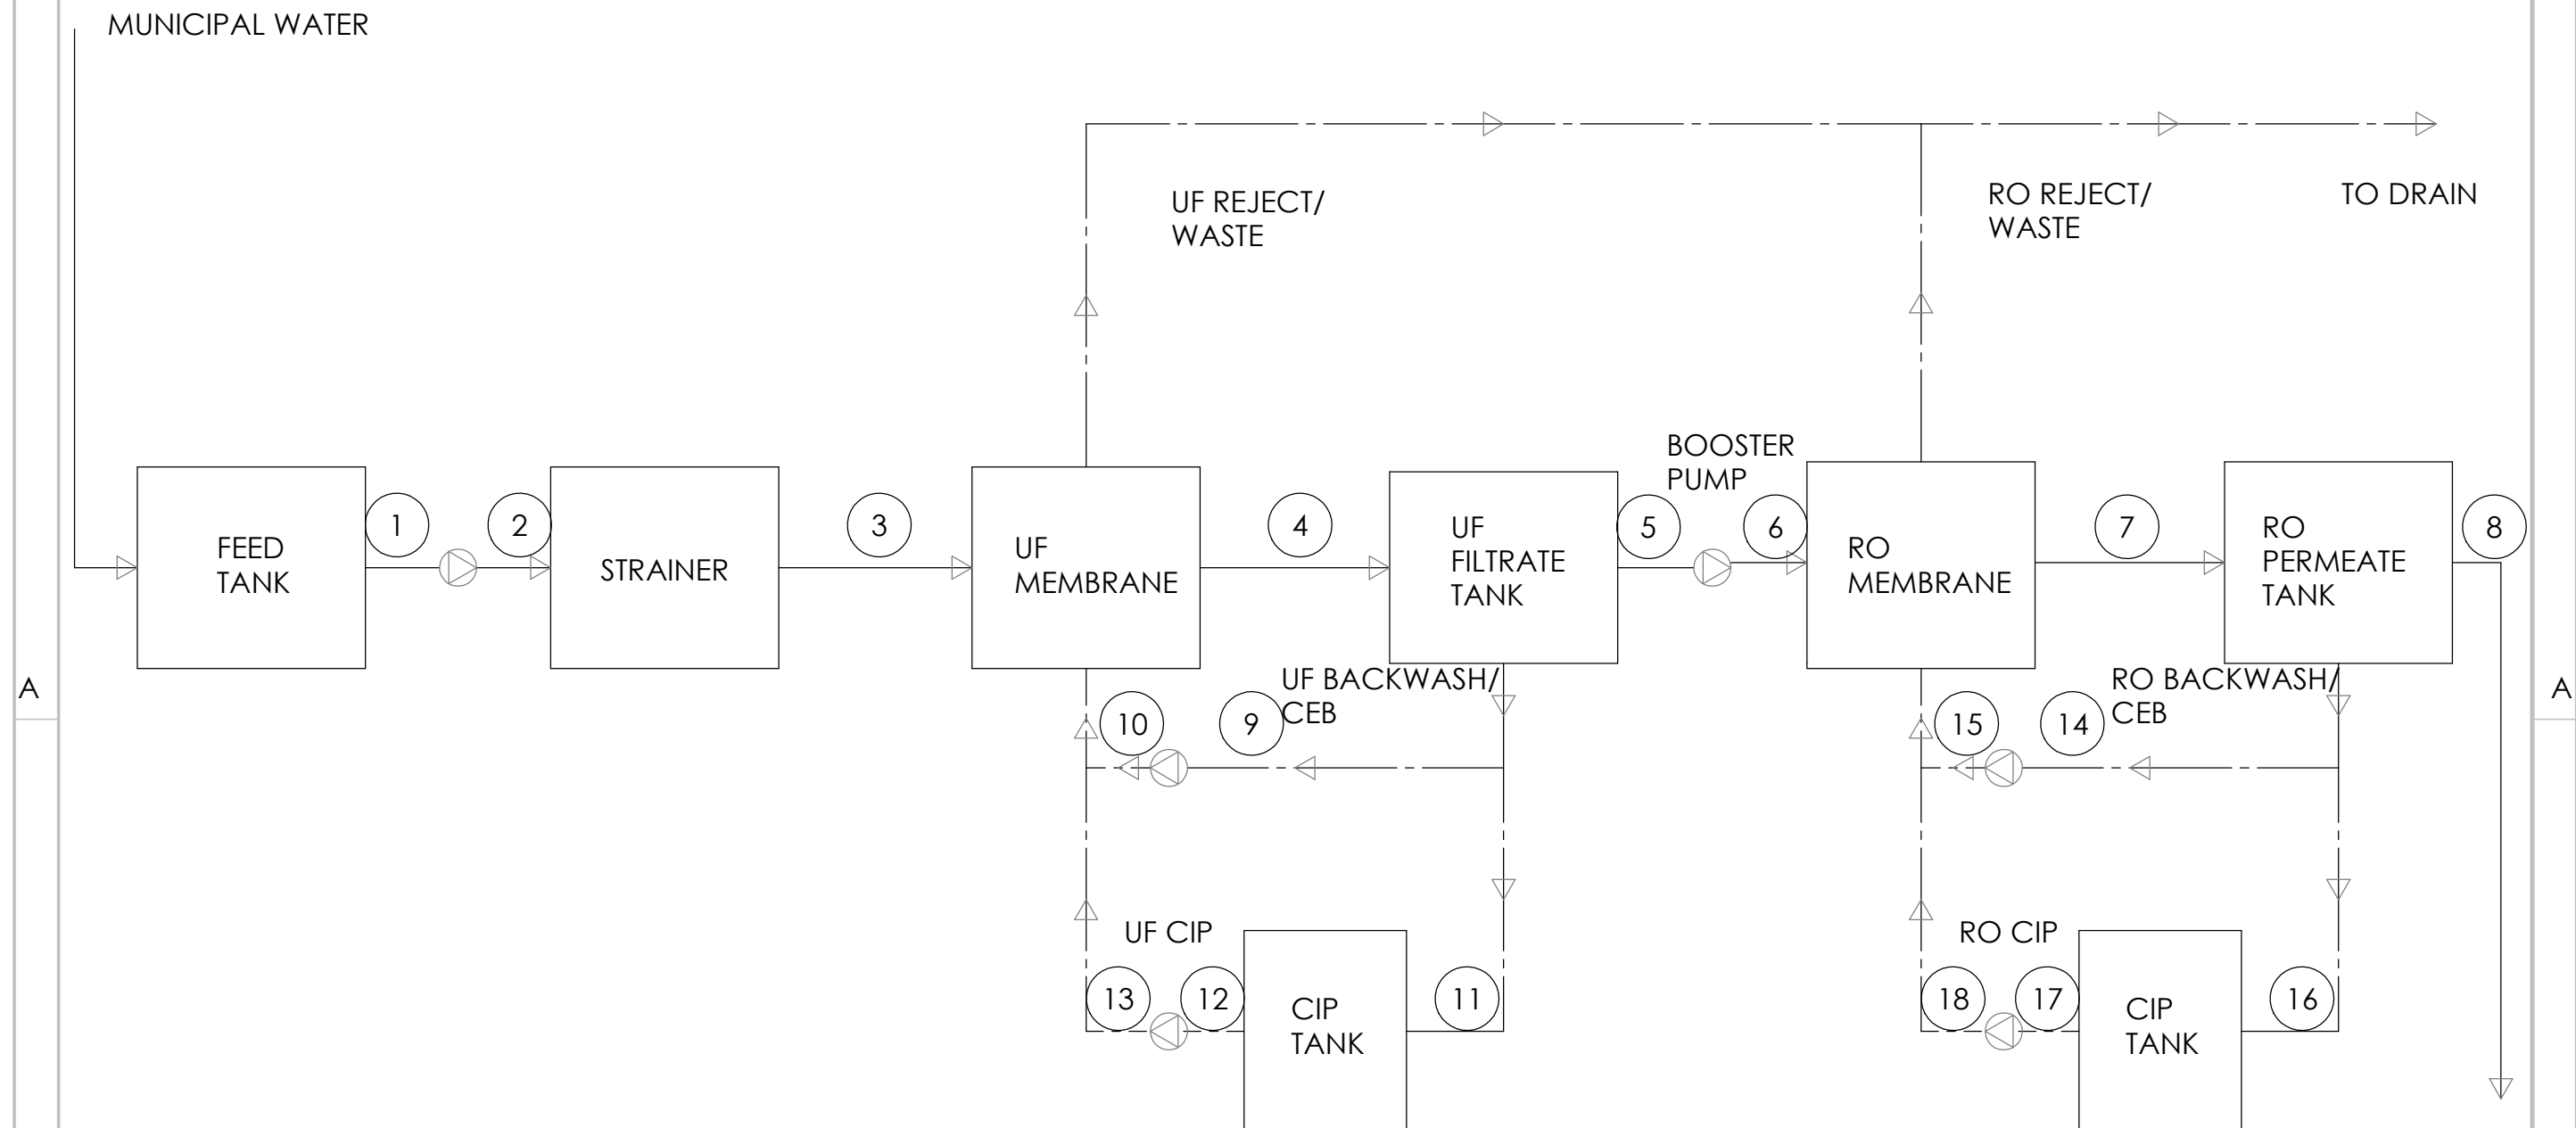 MUNICIPAL WATER
UF REJECT/
WASTE
RO REJECT/
WASTE
TO DRAIN
BOOSTER
PUMP
FEED
TANK
1
2
STRAINER
3
UF
MEMBRANE
4
UF
FILTRATE
TANK
5
6
RO
MEMBRANE
7
RO
PERMEATE
TANK
8
A
A
10
9
UF BACKWASH/
CEB
15
14
RO BACKWASH/
CEB
UF CIP
13
12
CIP
TANK
11
RO CIP
18
17
CIP
TANK
16